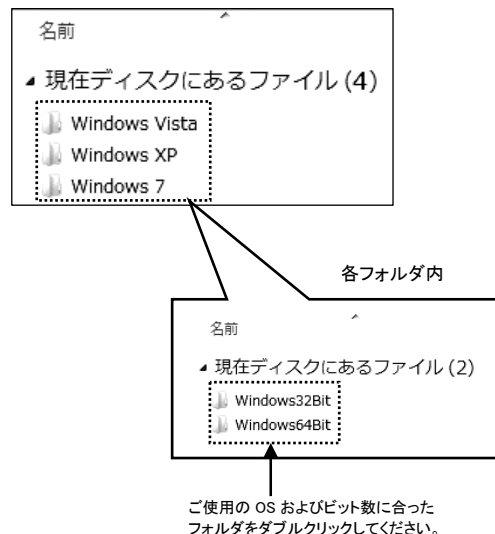 名前
現在ディスクにあるファイル (4)
Windows Vista
Windows XP
Windows 7
各フォルダ内
名前
現在ディスクにあるファイル (2)
Windows32Bit
Windows64Bit
ご使用の OS およびビット数に合った
フォルダをダブルクリックしてください。